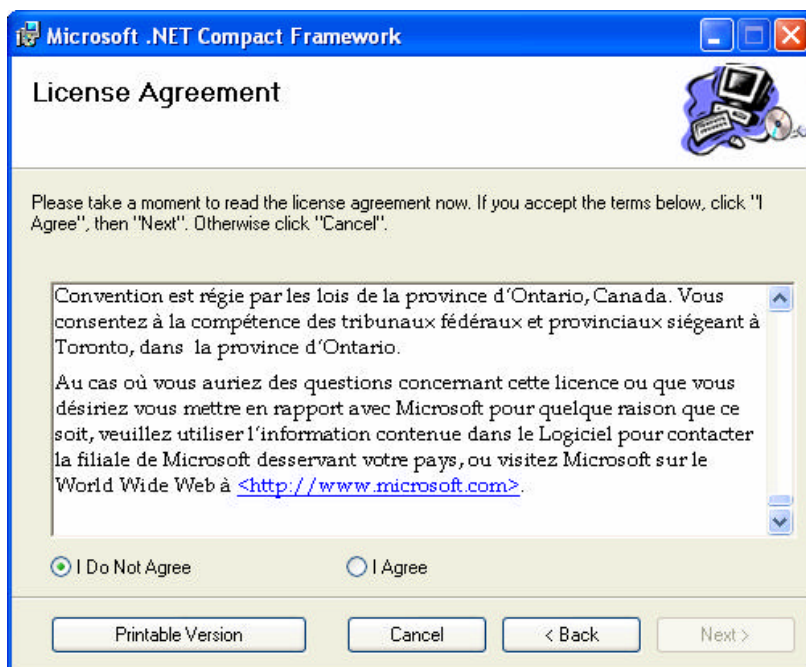 Microsoft .NET Compact Framework
License Agreement
Please take a moment to read the license agreement now. If you accept the terms below, click "I
Agree", then "Next". Otherwise click "Cancel".
Convention est régie par les lois de la province d'Ontario, Canada. Vous
consentez à la compétence des tribunaux fédéraux et provinciaux siégeant à
Toronto, dans la province d'Ontario.
Au cas où vous auriez des questions concernant cette licence ou que vous
désiriez vous mettre en rapport avec Microsoft pour quelque raison que ce
soit, veuillez utiliser l'information contenue dans le Logiciel pour contacter
la filiale de Microsoft desservant votre pays, ou visitez Microsoft sur le
World Wide Web à <http://www.microsoft.com>.
I Do Not Agree
I Agree
Printable Version
Cancel
< Back
Next >